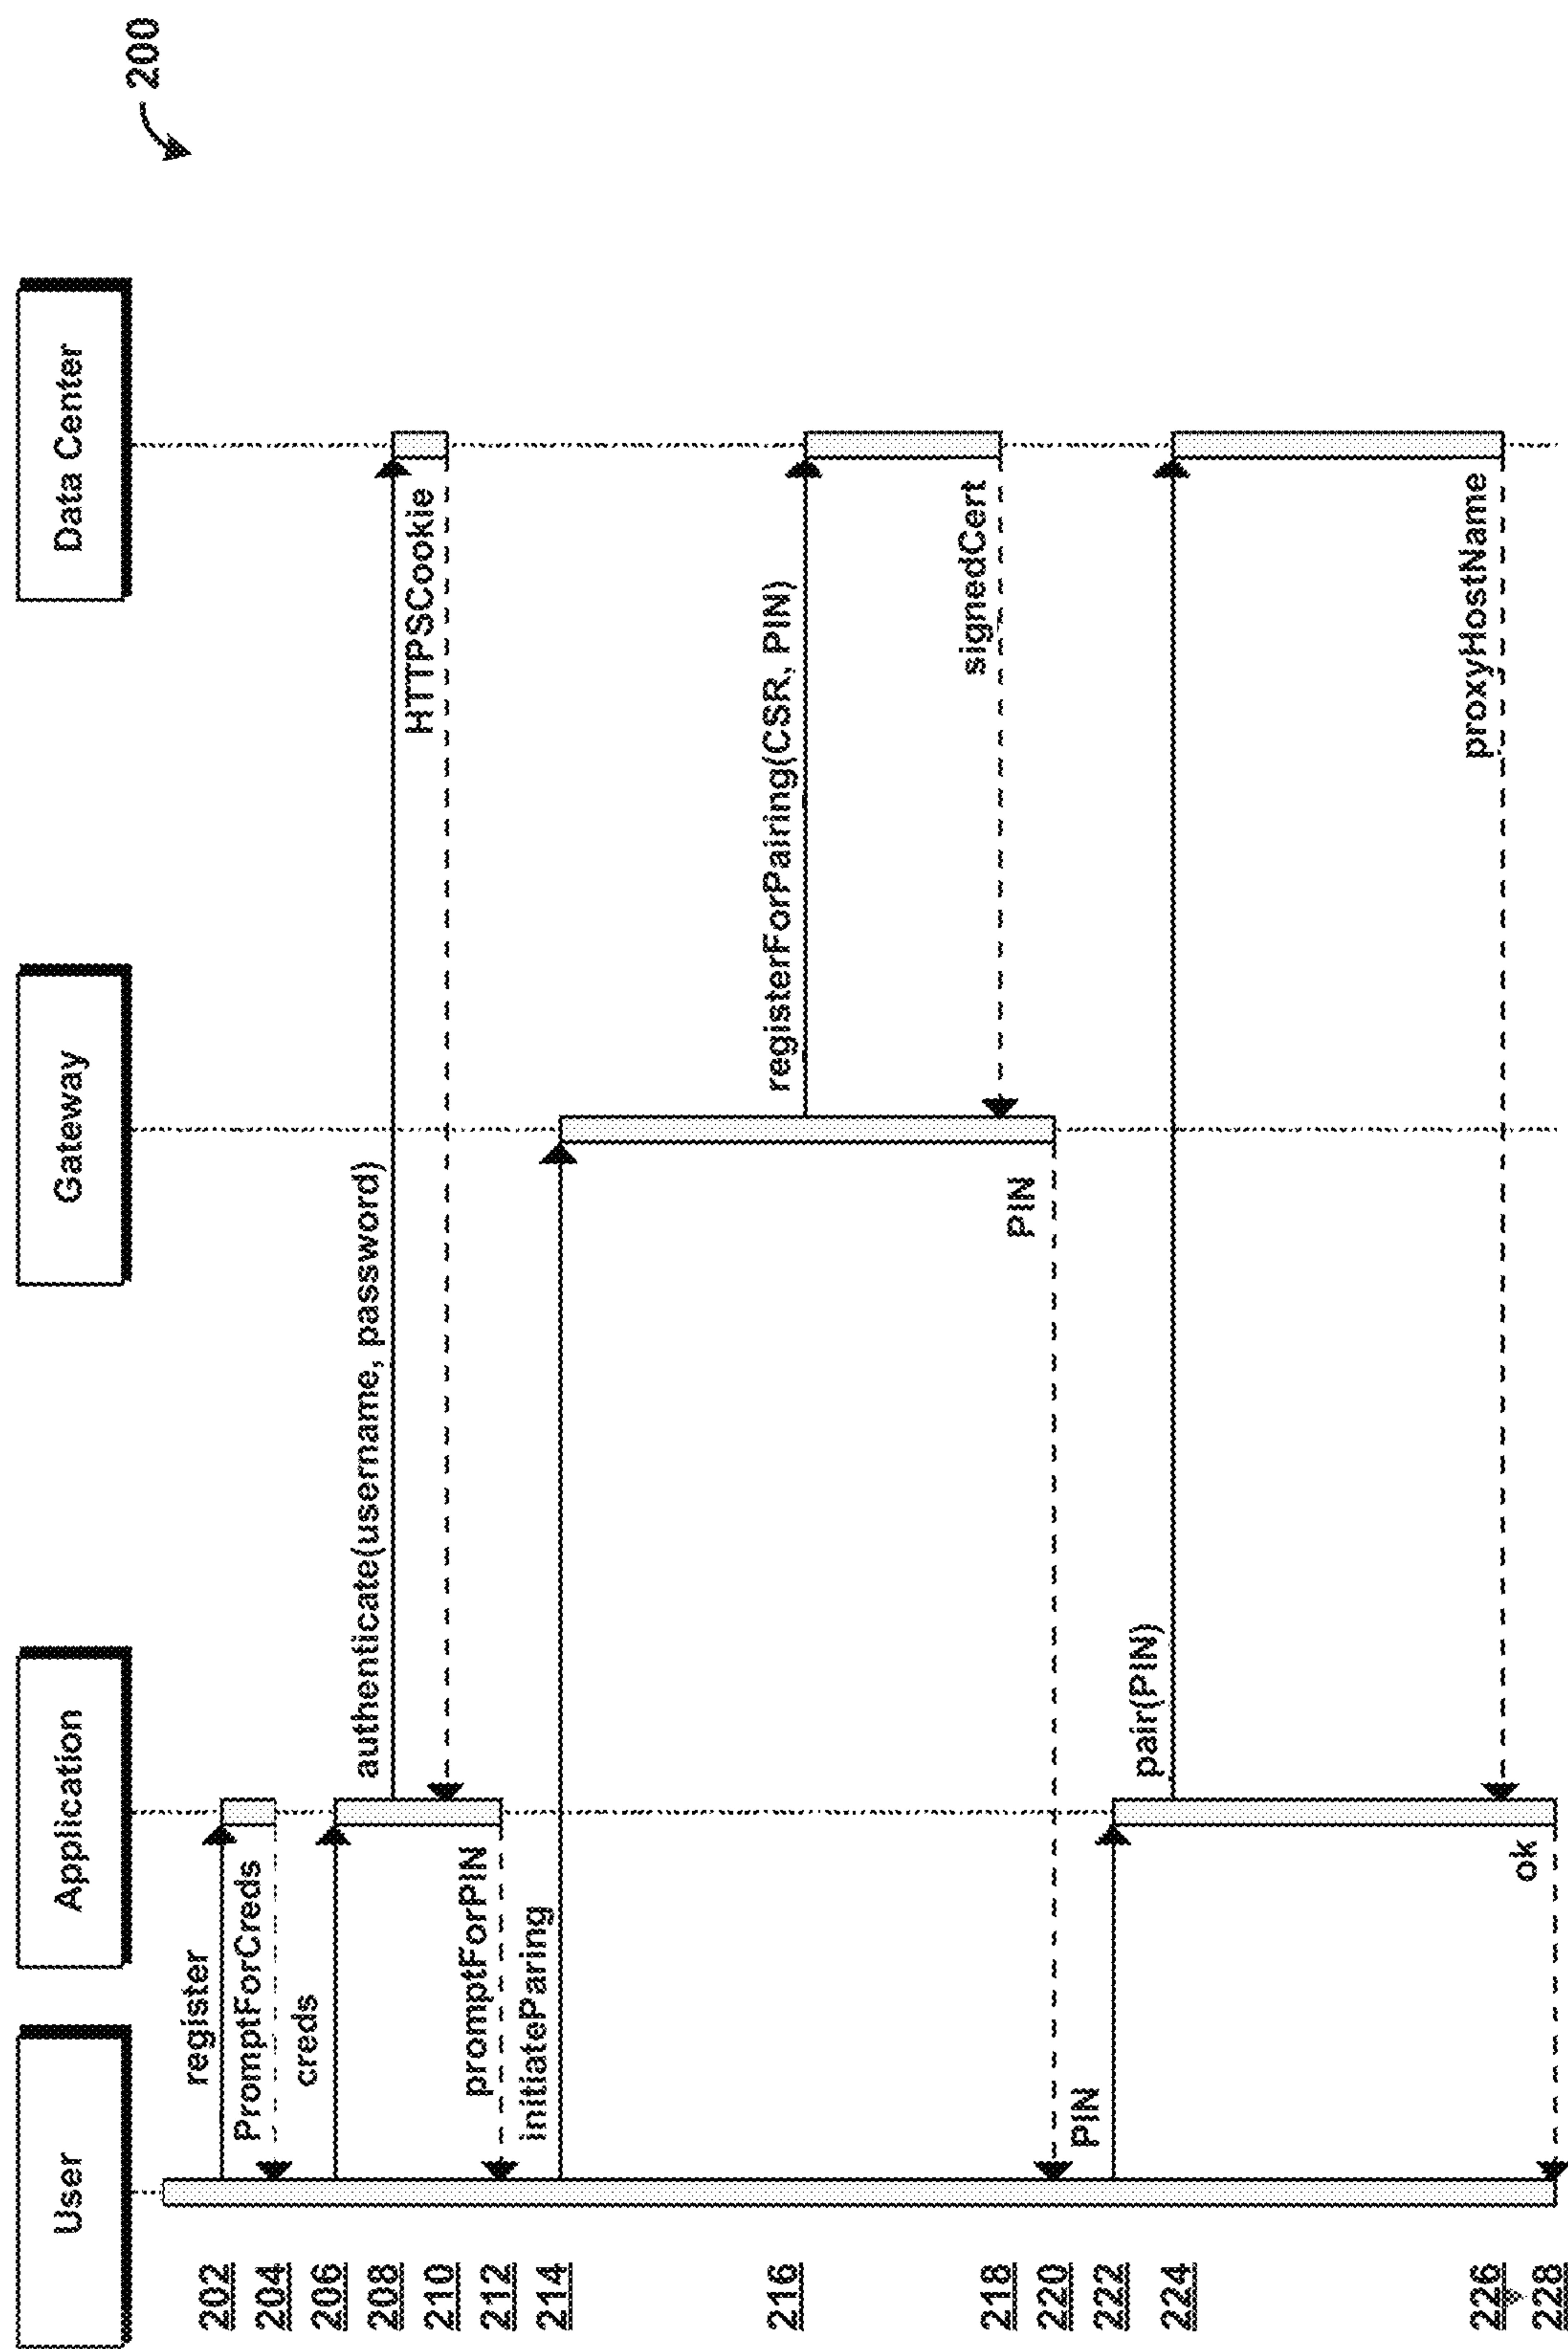 200
User
Application
Gateway
Data Center
202
register
204
PromptForCreds
206
creds
208
authenticate(username, password)
210
HTTPSCookie
212
promptForPIN
214
initiateParing
216
registerForPairing(CSR, PIN)
218
signedCert
220
PIN
222
PIN
224
pair(PIN)
226
proxyHostName
228
ok